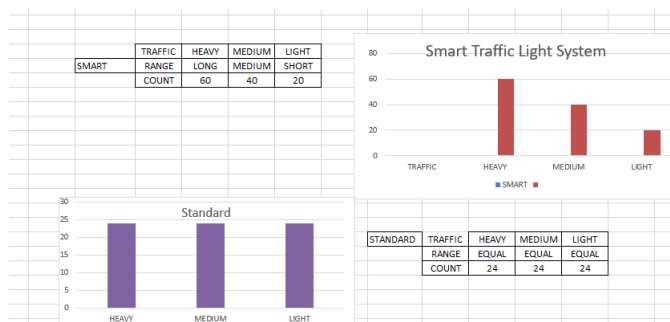 TRAFFIC HEAVY MEDIUM LIGHT
SMART RANGE LONG MEDIUM SHORT
COUNT 60 40 20
Smart Traffic Light System
80
60
40
20
0
TRAFFIC HEAVY MEDIUM LIGHT
SMART
Standard
30
25
20
15
10
5
0
HEAVY MEDIUM LIGHT
STANDARD TRAFFIC HEAVY MEDIUM LIGHT
RANGE EQUAL EQUAL EQUAL
COUNT 24 24 24